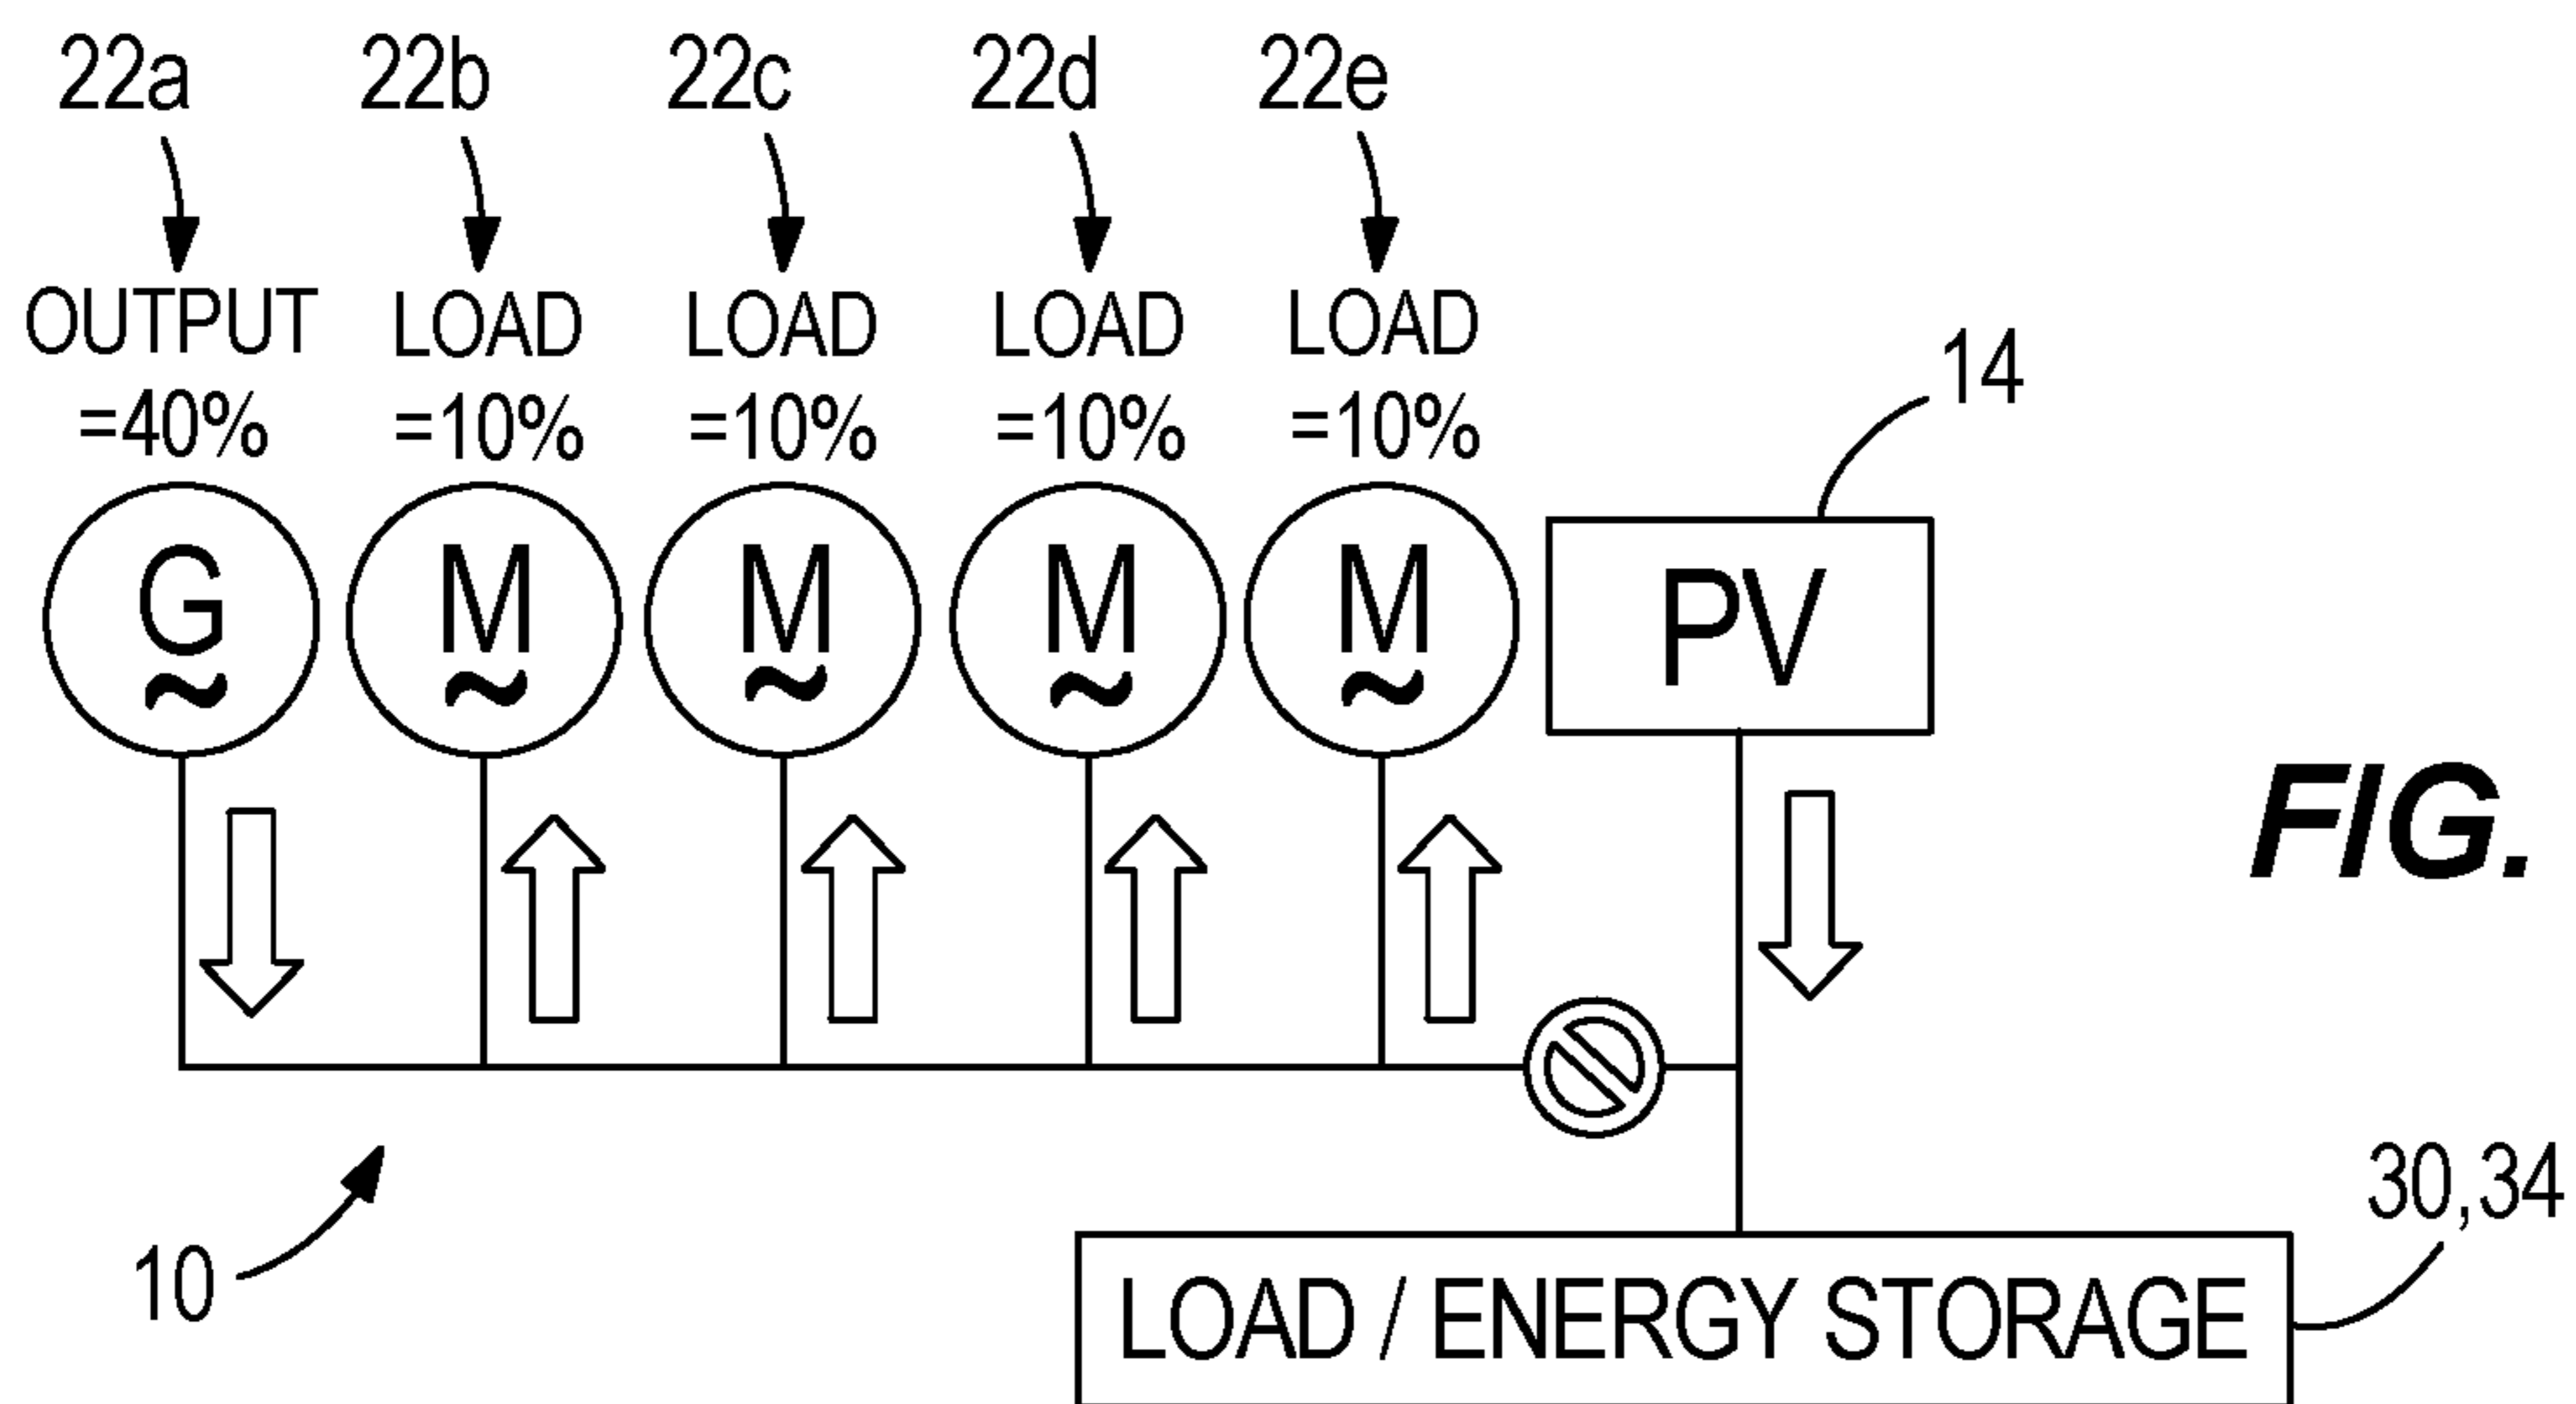 22a 22b 22c 22d 22e
OUTPUT LOAD LOAD LOAD LOAD
=40% =10% =10% =10% =10%
14
G M M M M PV
~ ~ ~ ~ ~
FIG.
30,34
10
LOAD / ENERGY STORAGE